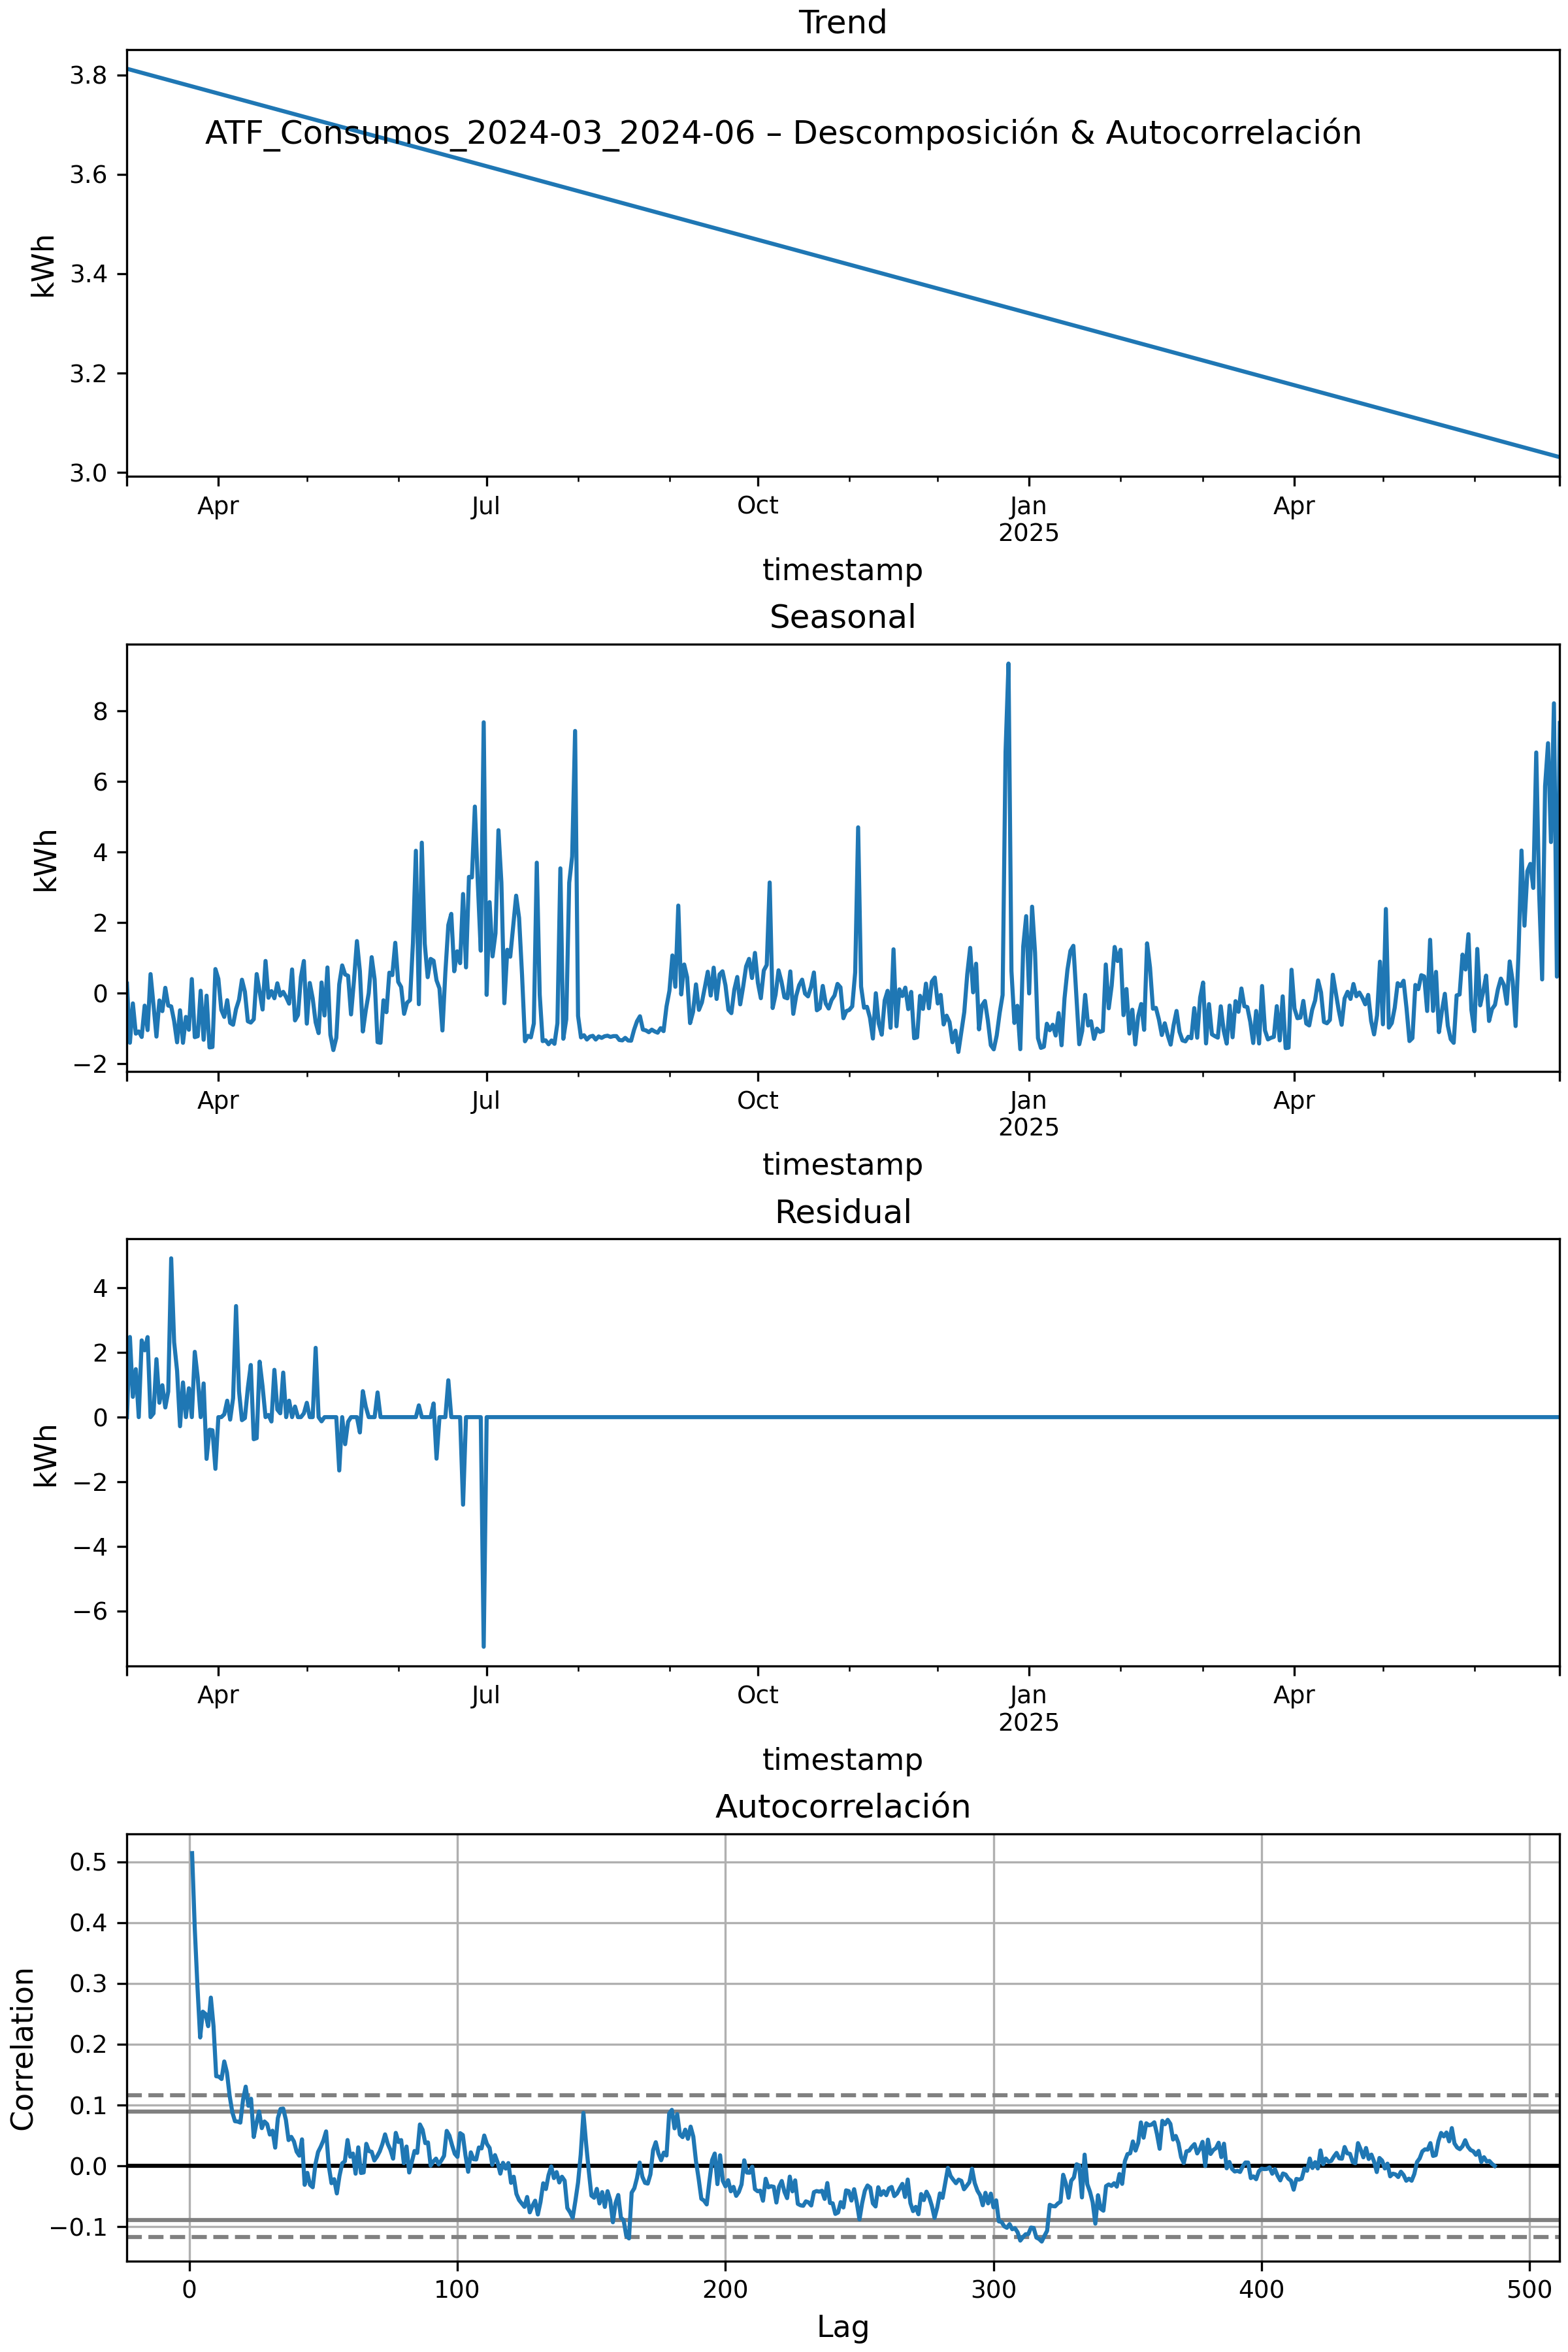 Trend
3.8
ATF_Consumos_2024-03_2024-06 – Descomposición & Autocorrelación
3.6
kWh
3.4
3.2
3.0
Apr Jul Oct Jan Apr
2025
timestamp
Seasonal
8
6
4
kWh
2
0
−2
Apr Jul Oct Jan Apr
2025
timestamp
Residual
4
2
0
kWh
−2
−4
−6
Apr Jul Oct Jan Apr
2025
timestamp
Autocorrelación
0.5
0.4
0.3
Correlation
0.2
0.1
0.0
−0.1
0 100 200 300 400 500
Lag